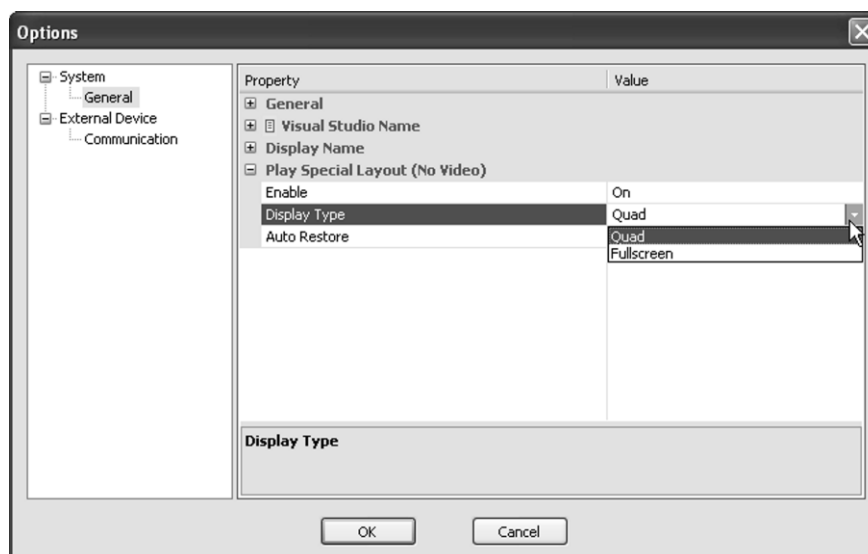 Options
System
General
External Device
Communication
Property Value
General
Visual Studio Name
Display Name
Play Special Layout (No Video)
Enable On
Display Type Quad
Auto Restore
Quad
Fullscreen
Display Type
OK Cancel